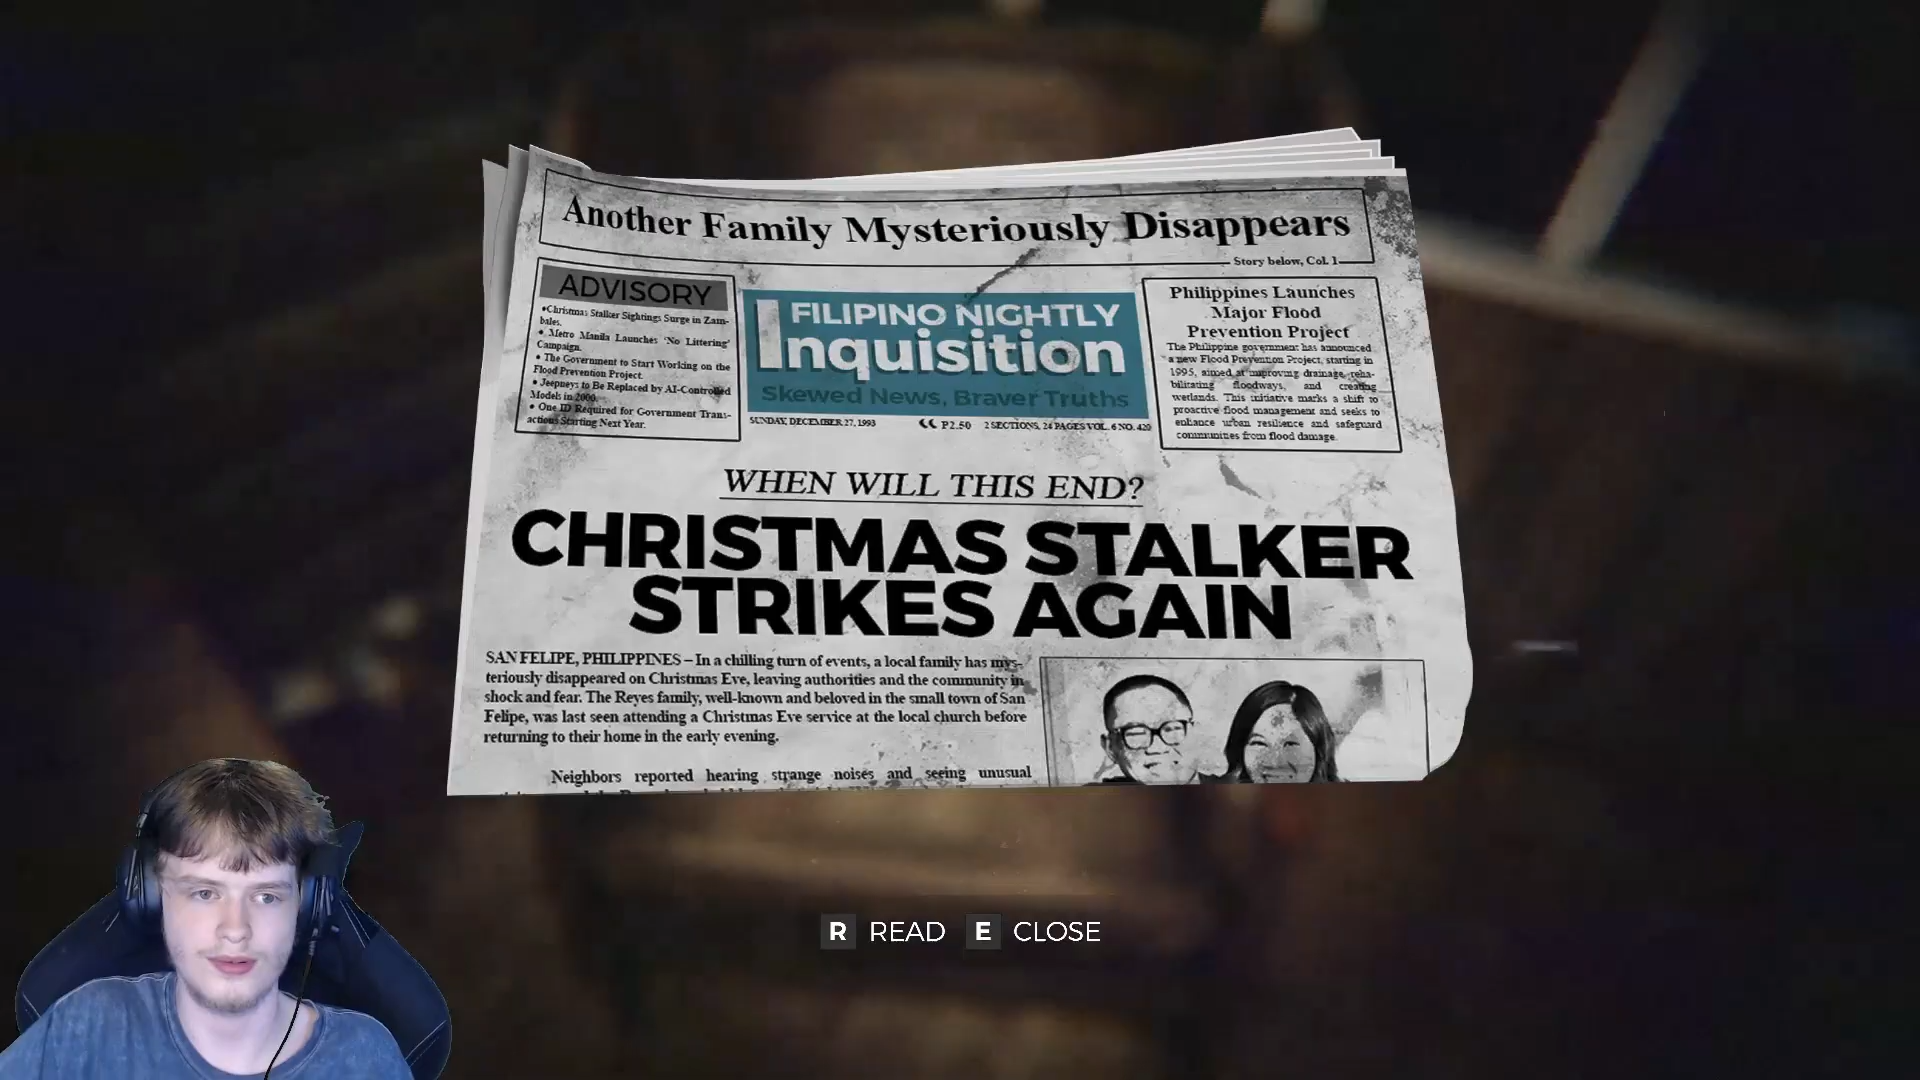 Another Family Mysteriously Disappears
Story below, Col. 1
ADVISORY
•Christmas Stalker Sightings Surge in Zam-
bales.
• Metro Manila Launches 'No Littering'
Campaign.
• The Government to Start Working on the
Flood Prevention Project.
• Jeepneys to Be Replaced by AI-Controlled
Models in 2000.
• One ID Required for Government Trans-
actions Starting Next Year.
FILIPINO NIGHTLY
Inquisition
Skewed News, Braver Truths
SUNDAY, DECEMBER 27, 1993 P2.50 2 SECTIONS, 24 PAGES VOL. 6 NO. 420
Philippines Launches
Major Flood
Prevention Project
The Philippine government has announced
a new Flood Prevention Project, starting in
1995, aimed at improving drainage, reha-
bilitating floodways, and creating
wetlands. This initiative marks a shift to
proactive flood management and seeks to
enhance urban resilience and safeguard
communities from flood damage.
WHEN WILL THIS END?
CHRISTMAS STALKER
STRIKES AGAIN
SAN FELIPE, PHILIPPINES – In a chilling turn of events, a local family has mys-
teriously disappeared on Christmas Eve, leaving authorities and the community in
shock and fear. The Reyes family, well-known and beloved in the small town of San
Felipe, was last seen attending a Christmas Eve service at the local church before
returning to their home in the early evening.
Neighbors reported hearing strange noises and seeing unusual
R READ E CLOSE